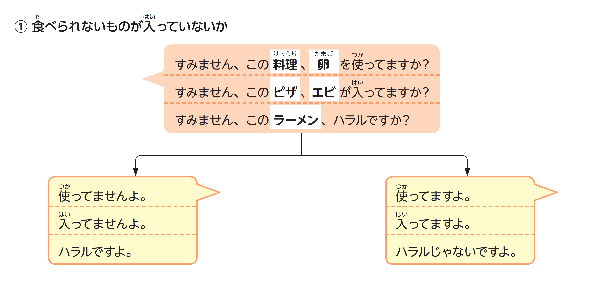 ① 食べられないものが入っていないか
すみません、この 料理 、 卵 を使ってますか？
すみません、この ピザ 、 エビ が入ってますか？
すみません、この ラーメン 、ハラルですか？
使ってませんよ。
入ってませんよ。
ハラルですよ。
使ってますよ。
入ってますよ。
ハラルじゃないですよ。